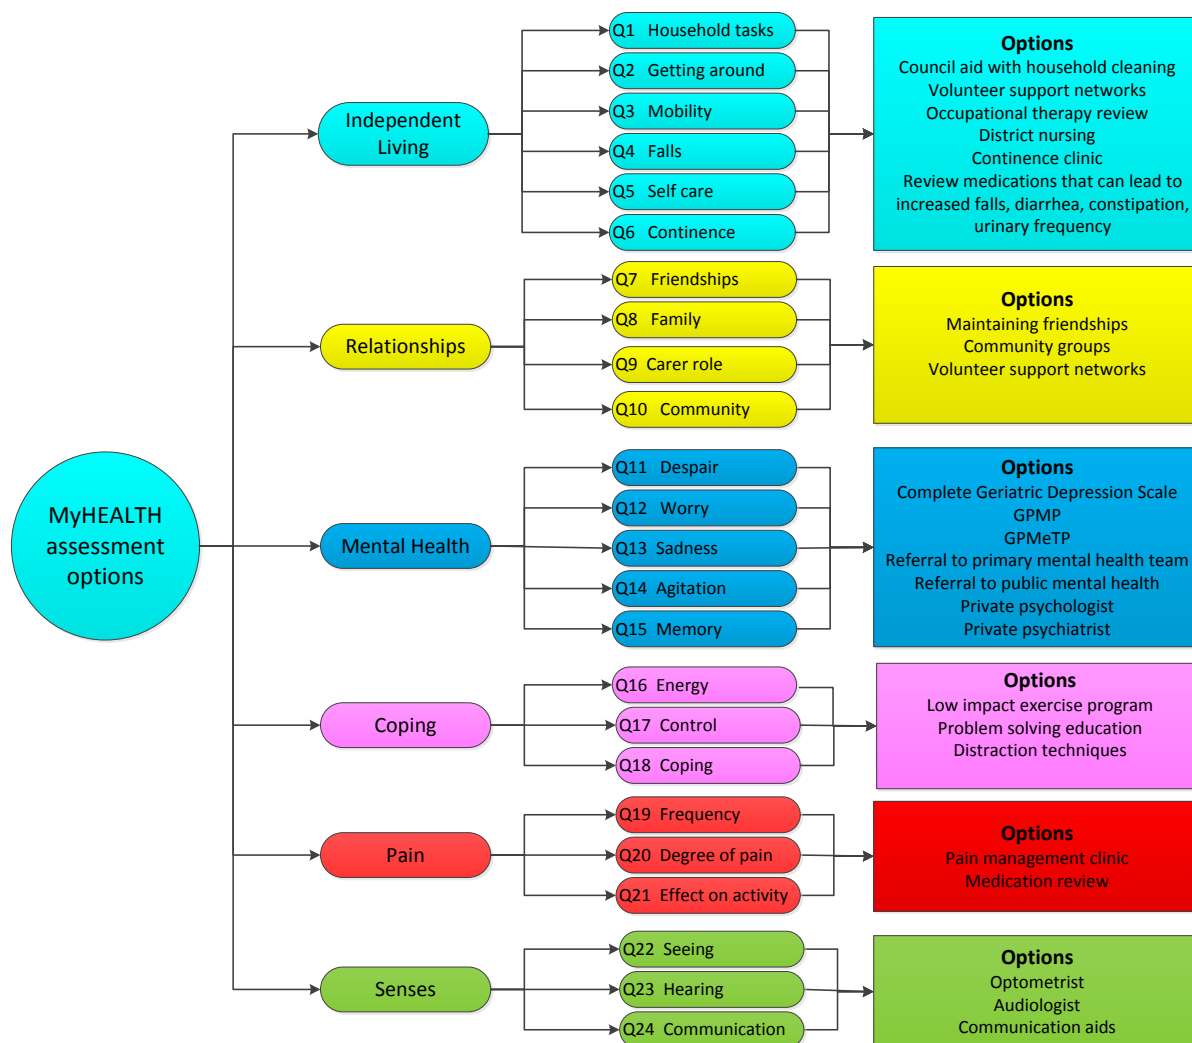 MyHEALTH
assessment
options
Independent
Living
Q1 Household tasks
Q2 Getting around
Q3 Mobility
Q4 Falls
Q5 Self care
Q6 Continence
Options
Council aid with household cleaning
Volunteer support networks
Occupational therapy review
District nursing
Continence clinic
Review medications that can lead to
increased falls, diarrhea, constipation,
urinary frequency
Relationships
Q7 Friendships
Q8 Family
Q9 Carer role
Q10 Community
Options
Maintaining friendships
Community groups
Volunteer support networks
Mental Health
Q11 Despair
Q12 Worry
Q13 Sadness
Q14 Agitation
Q15 Memory
Options
Complete Geriatric Depression Scale
GPMP
GPMeTP
Referral to primary mental health team
Referral to public mental health
Private psychologist
Private psychiatrist
Coping
Q16 Energy
Q17 Control
Q18 Coping
Options
Low impact exercise program
Problem solving education
Distraction techniques
Pain
Q19 Frequency
Q20 Degree of pain
Q21 Effect on activity
Options
Pain management clinic
Medication review
Senses
Q22 Seeing
Q23 Hearing
Q24 Communication
Options
Optometrist
Audiologist
Communication aids